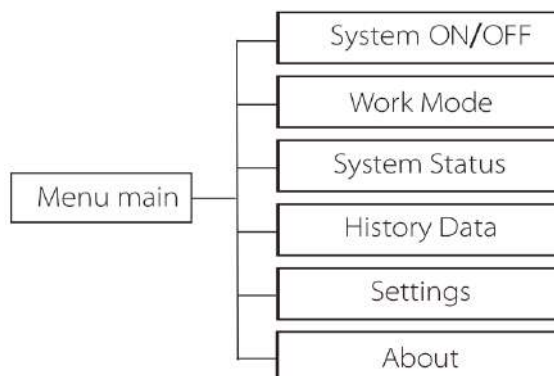 System ON/OFF
Work Mode
System Status
Menu main
History Data
Settings
About